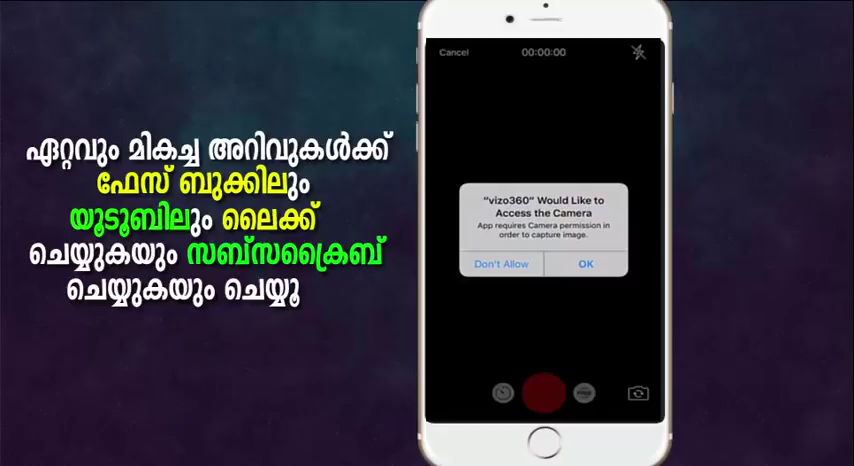 ഏറ്റവും മികച്ച അറിവുകൾക്ക്
ഫേസ് ബുക്കിലും
യൂടൂബിലും ലൈക്ക്
ചെയ്യുകയും സബ്സക്രൈബ്
ചെയ്യുകയും ചെയ്യൂ
Cancel
00:00:00
"vizo360" Would Like to
Access the Camera
App requires Camera permission in
order to capture image.
Don't Allow
OK